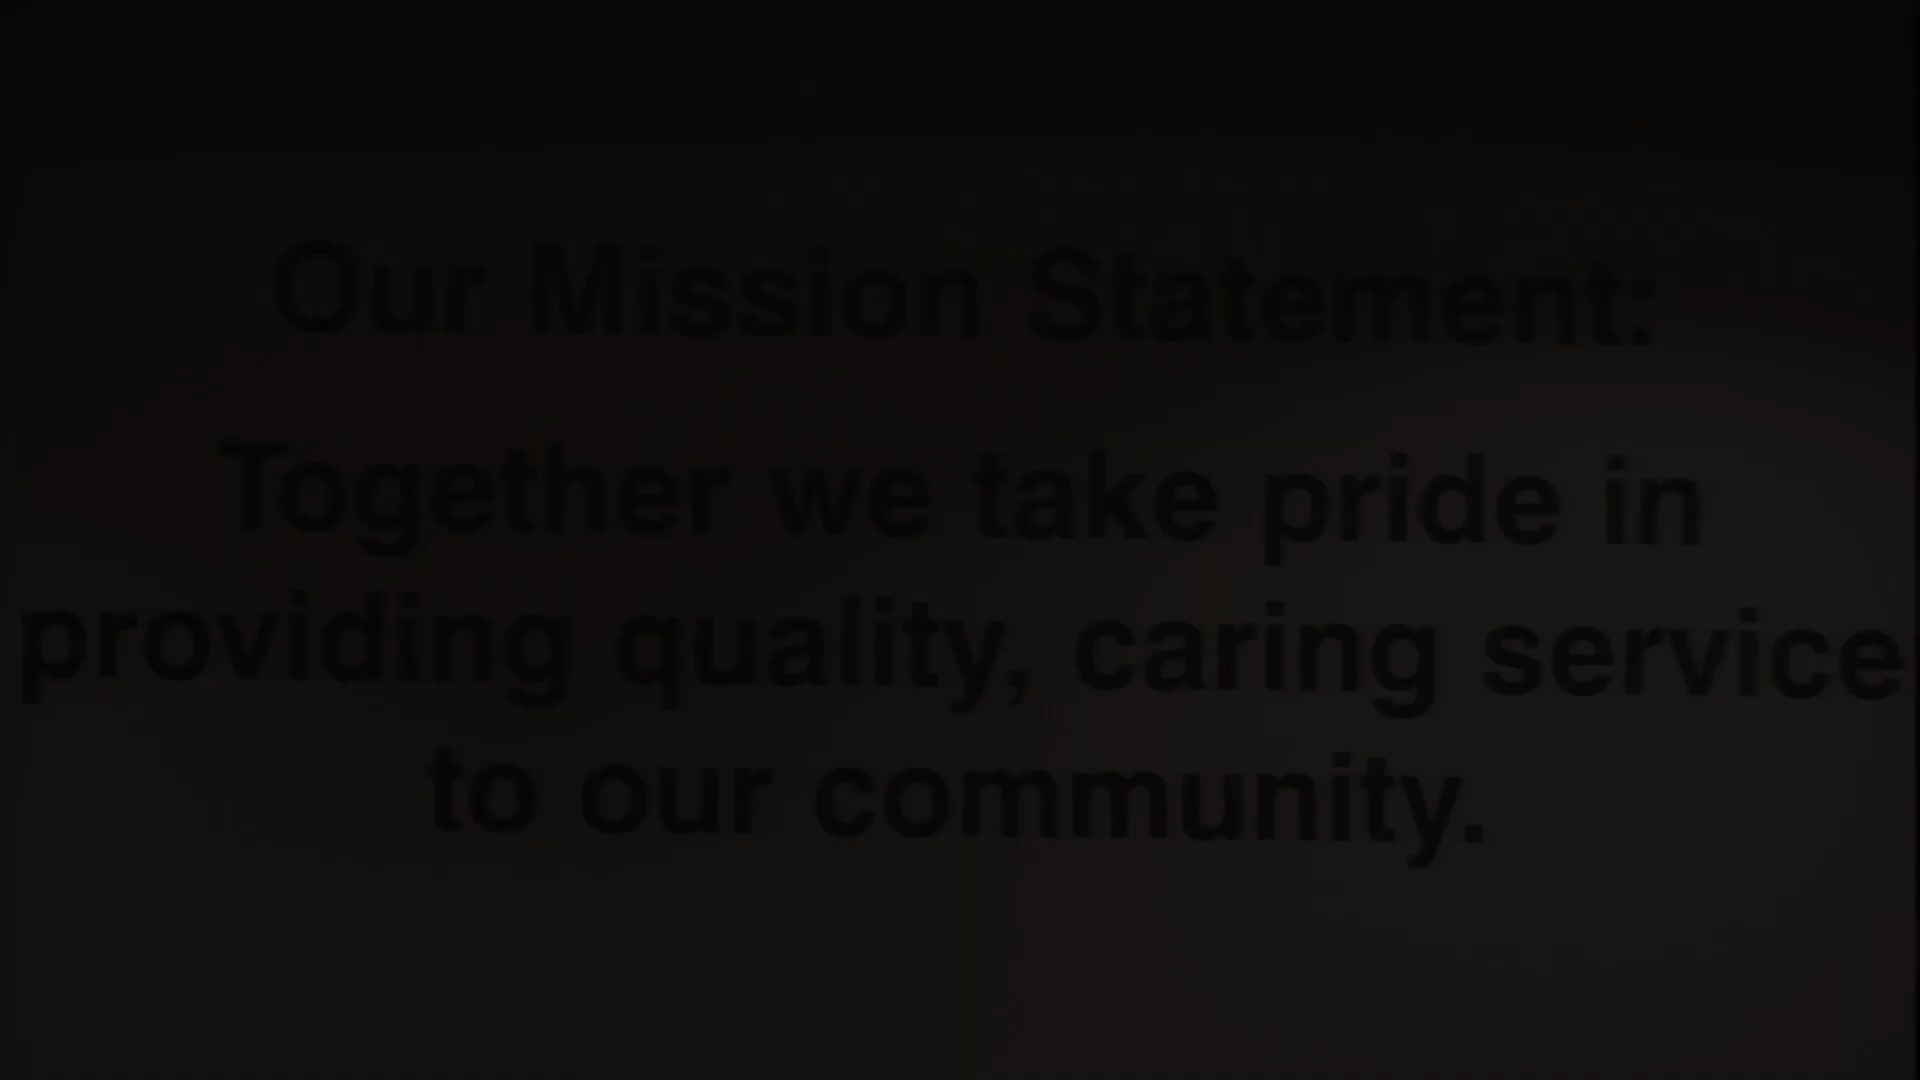 Our Mission Statement:
Together we take pride in
providing quality, caring service
to our community.